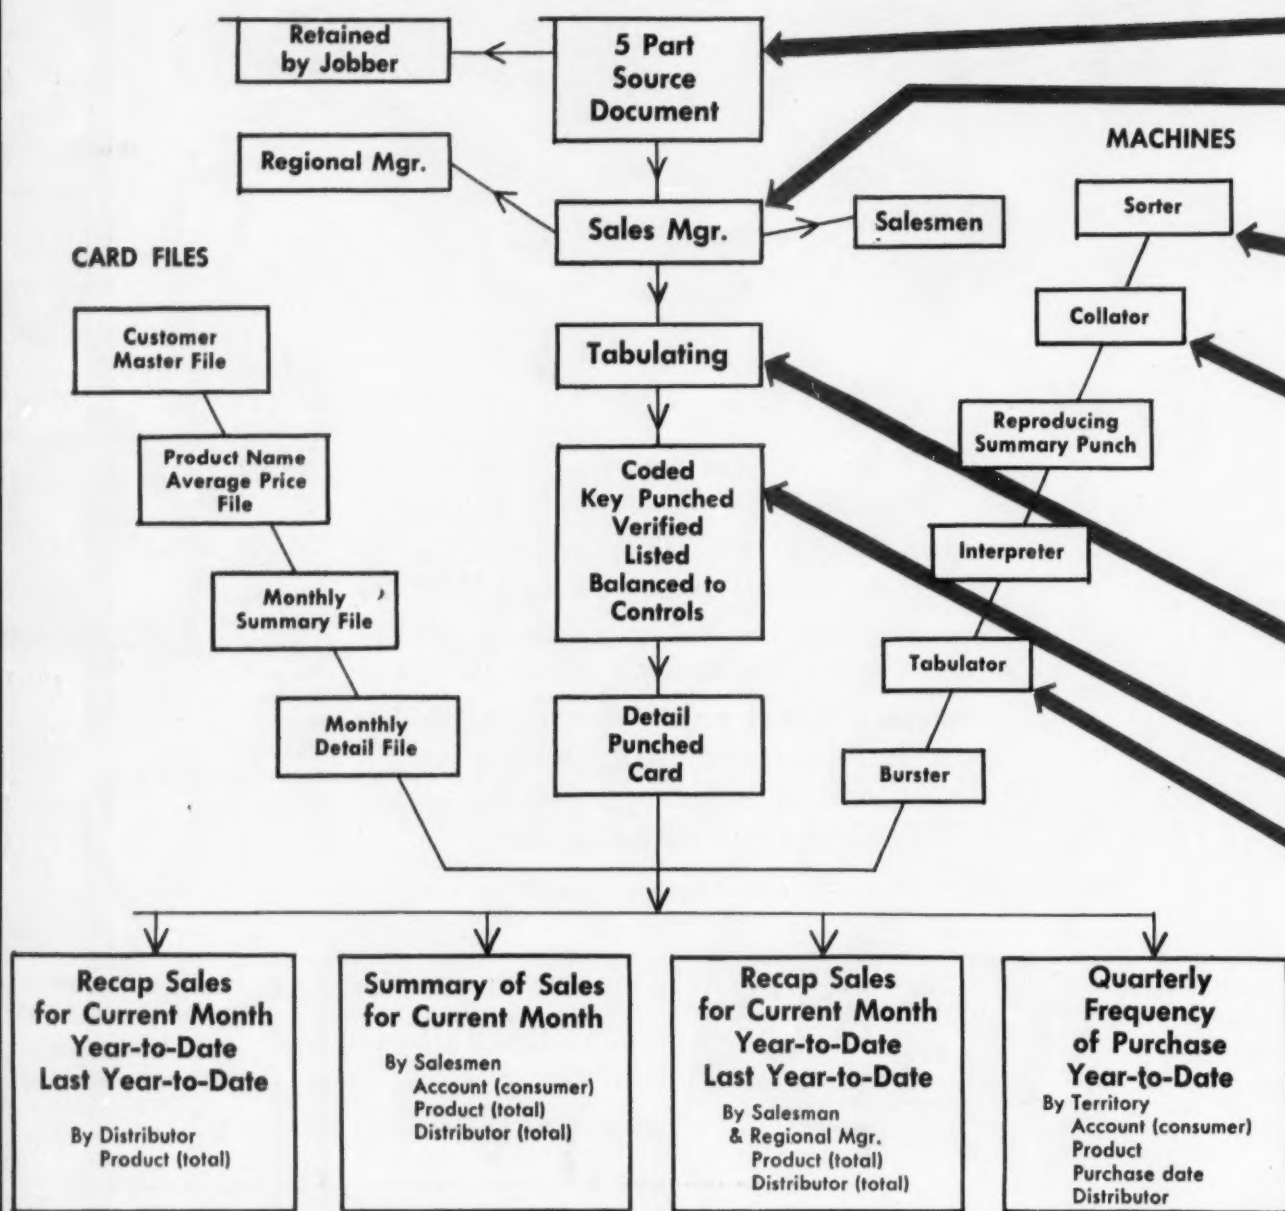 Retained
by Jobber
5 Part
Source
Document
MACHINES
Regional Mgr.
Sales Mgr.
Salesmen
Sorter
CARD FILES
Collator
Customer
Master File
Tabulating
Reproducing
Summary Punch
Product Name
Average Price
File
Coded
Key Punched
Verified
Listed
Balanced to
Controls
Interpreter
Monthly
Summary File
Tabulator
Monthly
Detail File
Detail
Punched
Card
Burster
Recap Sales
for Current Month
Year-to-Date
Last Year-to-Date
By Distributor
Product (total)
Summary of Sales
for Current Month
By Salesmen
Account (consumer)
Product (total)
Distributor (total)
Recap Sales
for Current Month
Year-to-Date
Last Year-to-Date
By Salesman
& Regional Mgr.
Product (total)
Distributor (total)
Quarterly
Frequency
of Purchase
Year-to-Date
By Territory
Account (consumer)
Product
Purchase date
Distributor